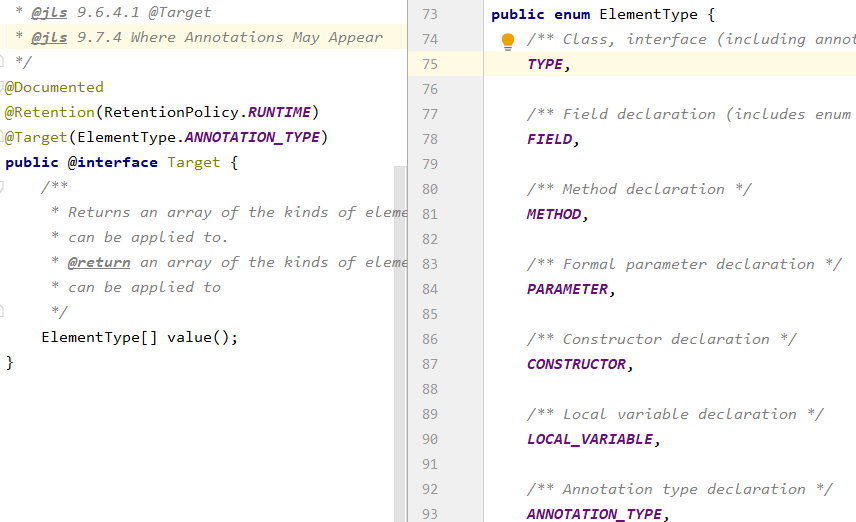 * @jls 9.6.4.1 @Target
* @jls 9.7.4 Where Annotations May Appear
*/
@Documented
@Retention(RetentionPolicy.RUNTIME)
@Target(ElementType.ANNOTATION_TYPE)
public @interface Target {
/**
* Returns an array of the kinds of eleme
* can be applied to.
* @return an array of the kinds of eleme
* can be applied to
*/
ElementType[] value();
}
73 public enum ElementType {
74 /** Class, interface (including annot
75 TYPE,
76
77 /** Field declaration (includes enum
78 FIELD,
79
80 /** Method declaration */
81 METHOD,
82
83 /** Formal parameter declaration */
84 PARAMETER,
85
86 /** Constructor declaration */
87 CONSTRUCTOR,
88
89 /** Local variable declaration */
90 LOCAL_VARIABLE,
91
92 /** Annotation type declaration */
93 ANNOTATION_TYPE,